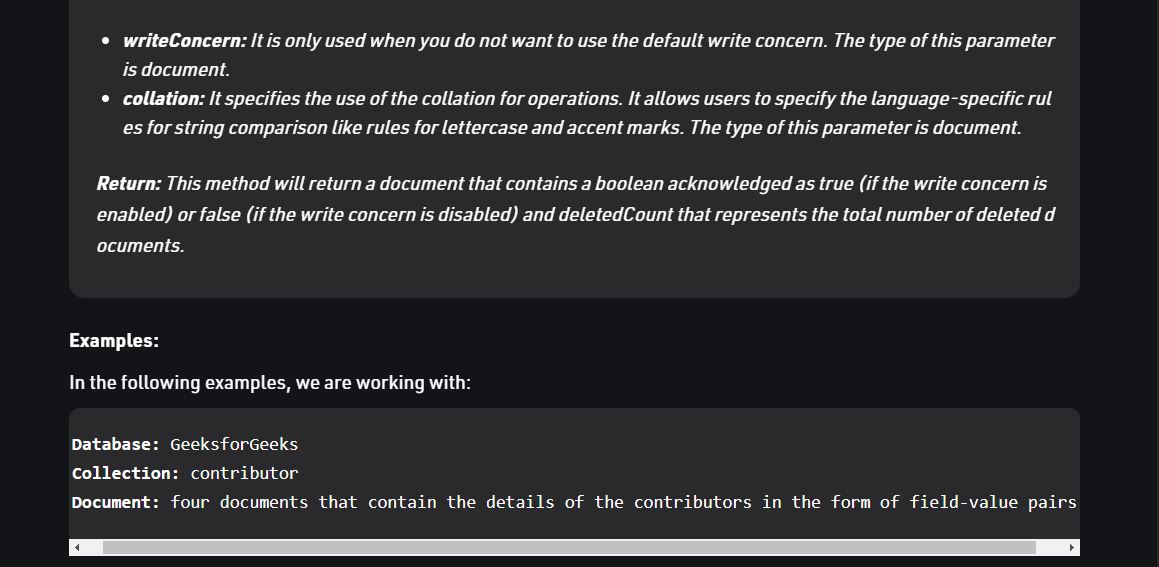 writeConcern: It is only used when you do not want to use the default write concern. The type of this parameter
is document.
collation: It specifies the use of the collation for operations. It allows users to specify the language-specific rul
es for string comparison like rules for lettercase and accent marks. The type of this parameter is document.
Return: This method will return a document that contains a boolean acknowledged as true (if the write concern is
enabled) or false (if the write concern is disabled) and deletedCount that represents the total number of deleted d
ocuments.
Examples:
In the following examples, we are working with:
Database: GeeksforGeeks
Collection: contributor
Document: four documents that contain the details of the contributors in the form of field-value pairs